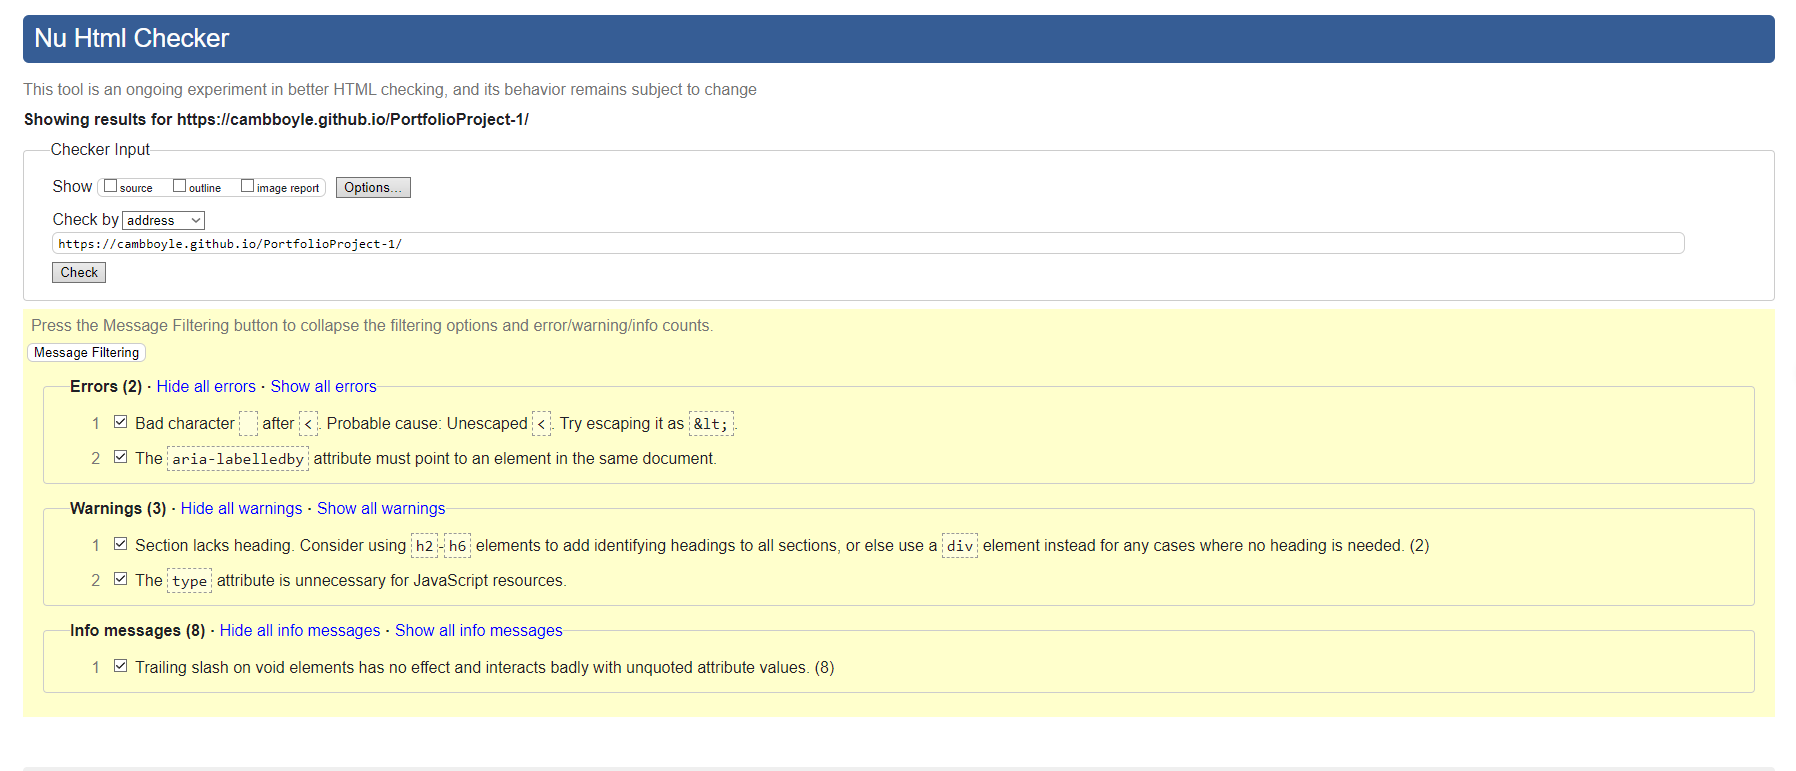 Nu Html Checker
This tool is an ongoing experiment in better HTML checking, and its behavior remains subject to change
Showing results for https://cambboyle.github.io/PortfolioProject-1/
Checker Input
Show source outline image report Options...
Check by address
https://cambboyle.github.io/PortfolioProject-1/
Check
Press the Message Filtering button to collapse the filtering options and error/warning/info counts.
Message Filtering
Errors (2) · Hide all errors · Show all errors
1 Bad character after <. Probable cause: Unescaped <. Try escaping it as &lt;.
2 The aria-labelledby attribute must point to an element in the same document.
Warnings (3) · Hide all warnings · Show all warnings
1 Section lacks heading. Consider using h2-h6 elements to add identifying headings to all sections, or else use a div element instead for any cases where no heading is needed. (2)
2 The type attribute is unnecessary for JavaScript resources.
Info messages (8) · Hide all info messages · Show all info messages
1 Trailing slash on void elements has no effect and interacts badly with unquoted attribute values. (8)